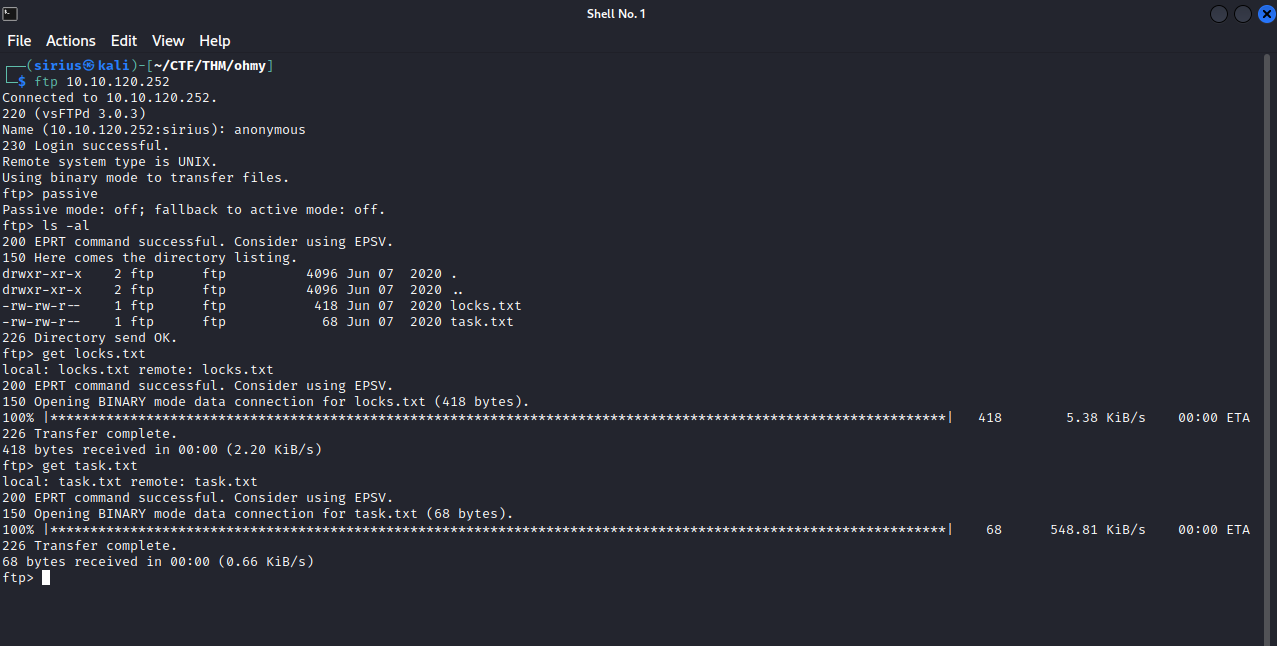 Shell No. 1
File Actions Edit View Help
┌──(sirius㉿kali)-[~/CTF/THM/ohmy]
└─$ ftp 10.10.120.252
Connected to 10.10.120.252.
220 (vsFTPd 3.0.3)
Name (10.10.120.252:sirius): anonymous
230 Login successful.
Remote system type is UNIX.
Using binary mode to transfer files.
ftp> passive
Passive mode: off; fallback to active mode: off.
ftp> ls -al
200 EPRT command successful. Consider using EPSV.
150 Here comes the directory listing.
drwxr-xr-x    2 ftp      ftp          4096 Jun 07  2020 .
drwxr-xr-x    2 ftp      ftp          4096 Jun 07  2020 ..
-rw-rw-r--    1 ftp      ftp           418 Jun 07  2020 locks.txt
-rw-rw-r--    1 ftp      ftp            68 Jun 07  2020 task.txt
226 Directory send OK.
ftp> get locks.txt
local: locks.txt remote: locks.txt
200 EPRT command successful. Consider using EPSV.
150 Opening BINARY mode data connection for locks.txt (418 bytes).
100% |****************************************************************************************************************|   418        5.38 KiB/s    00:00 ETA
226 Transfer complete.
418 bytes received in 00:00 (2.20 KiB/s)
ftp> get task.txt
local: task.txt remote: task.txt
200 EPRT command successful. Consider using EPSV.
150 Opening BINARY mode data connection for task.txt (68 bytes).
100% |****************************************************************************************************************|    68      548.81 KiB/s    00:00 ETA
226 Transfer complete.
68 bytes received in 00:00 (0.66 KiB/s)
ftp>